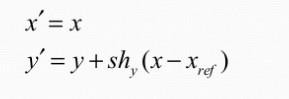 x′ = x
y′ = y + sh_y (x − x_ref)